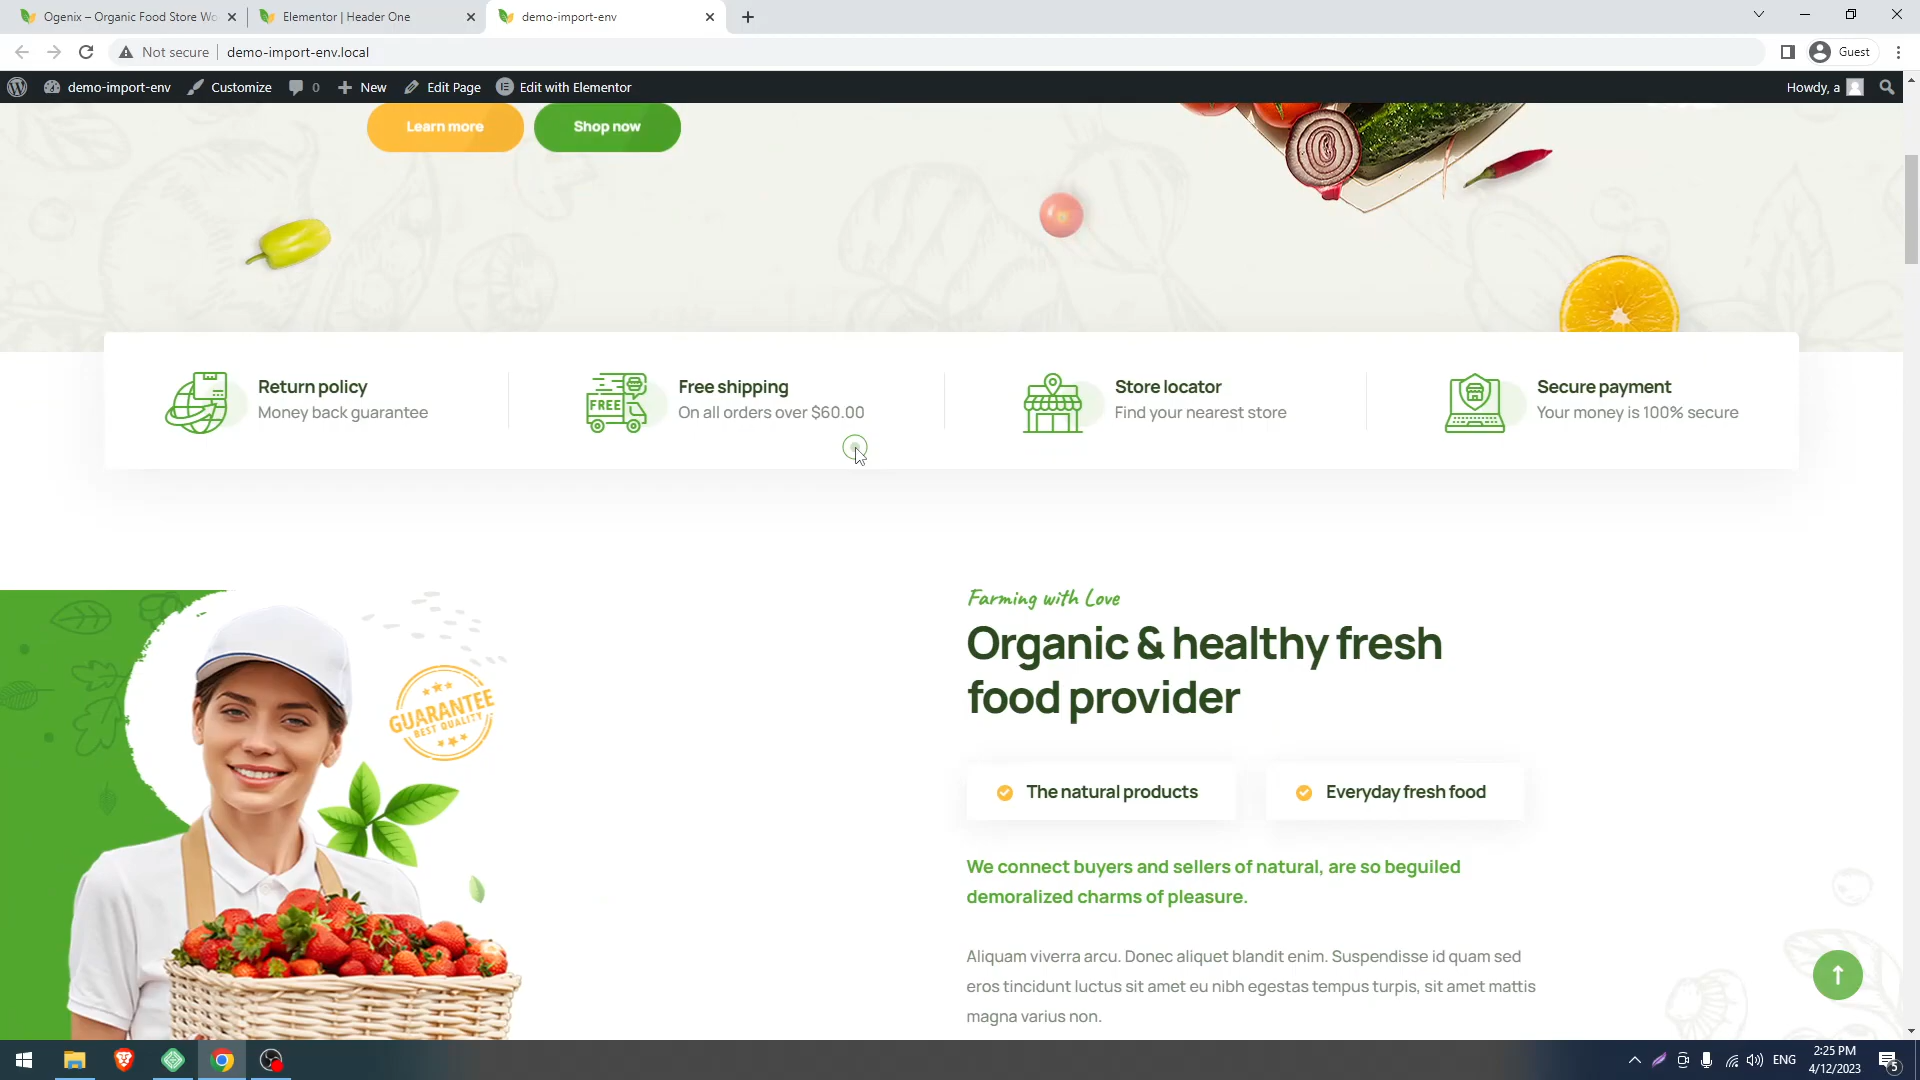 Ogenix – Organic Food Store Wo
Elementor | Header One
demo-import-env
Not secure
demo-import-env.local
Guest
demo-import-env
Customize
0
New
Edit Page
Edit with Elementor
Howdy, a
Learn more
Shop now
Return policy
Money back guarantee
FREE
Free shipping
On all orders over $60.00
Store locator
Find your nearest store
Secure payment
Your money is 100% secure
Farming with Love
Organic & healthy fresh
food provider
GUARANTEE
BEST QUALITY
The natural products
Everyday fresh food
We connect buyers and sellers of natural, are so beguiled
demoralized charms of pleasure.
Aliquam viverra arcu. Donec aliquet blandit enim. Suspendisse id quam sed
eros tincidunt luctus sit amet eu nibh egestas tempus turpis, sit amet mattis
magna varius non.
ENG
2:25 PM
4/12/2023
5